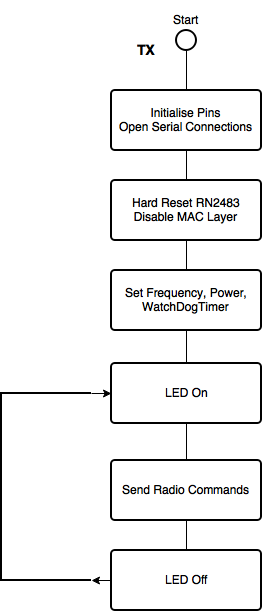 Start
TX
Initialise Pins
Open Serial Connections
Hard Reset RN2483
Disable MAC Layer
Set Frequency, Power,
WatchDogTimer
LED On
Send Radio Commands
LED Off